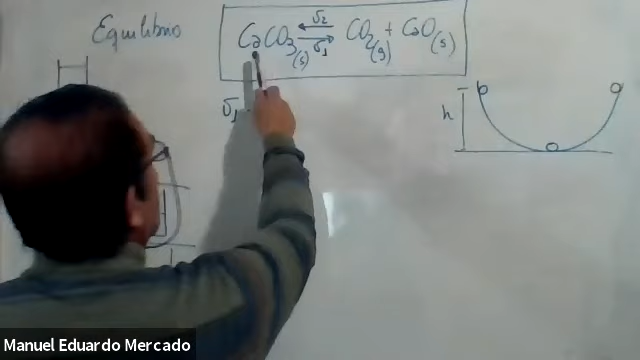 Equilibrio
CaCO3(s) ⇄ CO2(g) + CaO(s)
v2
v1
v1
h
Manuel Eduardo Mercado